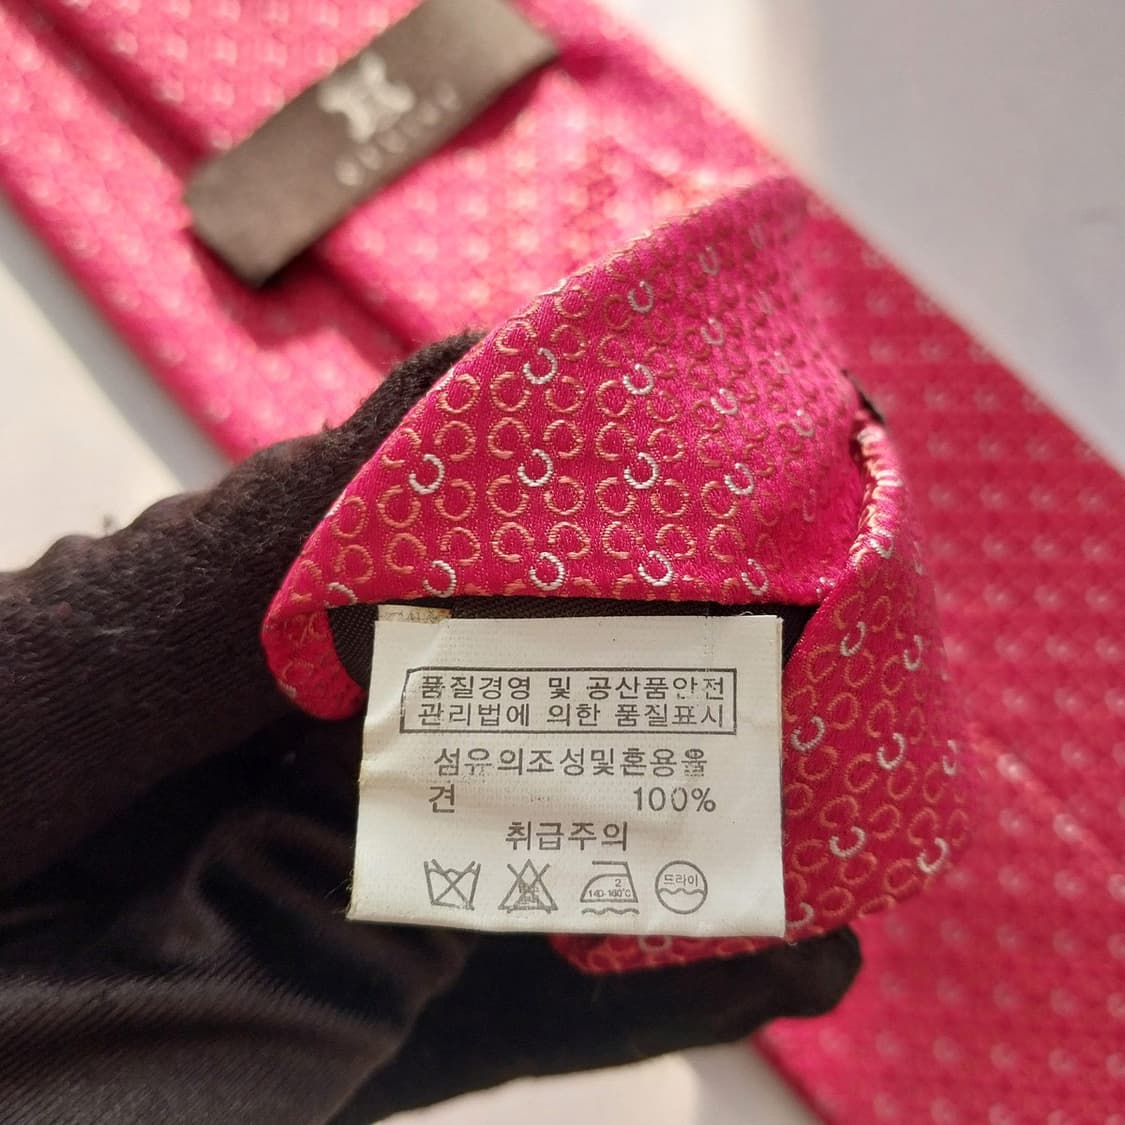 품질경영 및 공산품안전
관리법에 의한 품질표시
섬유의조성및혼용율
견 100%
취급주의
2
140-160°C
드라이